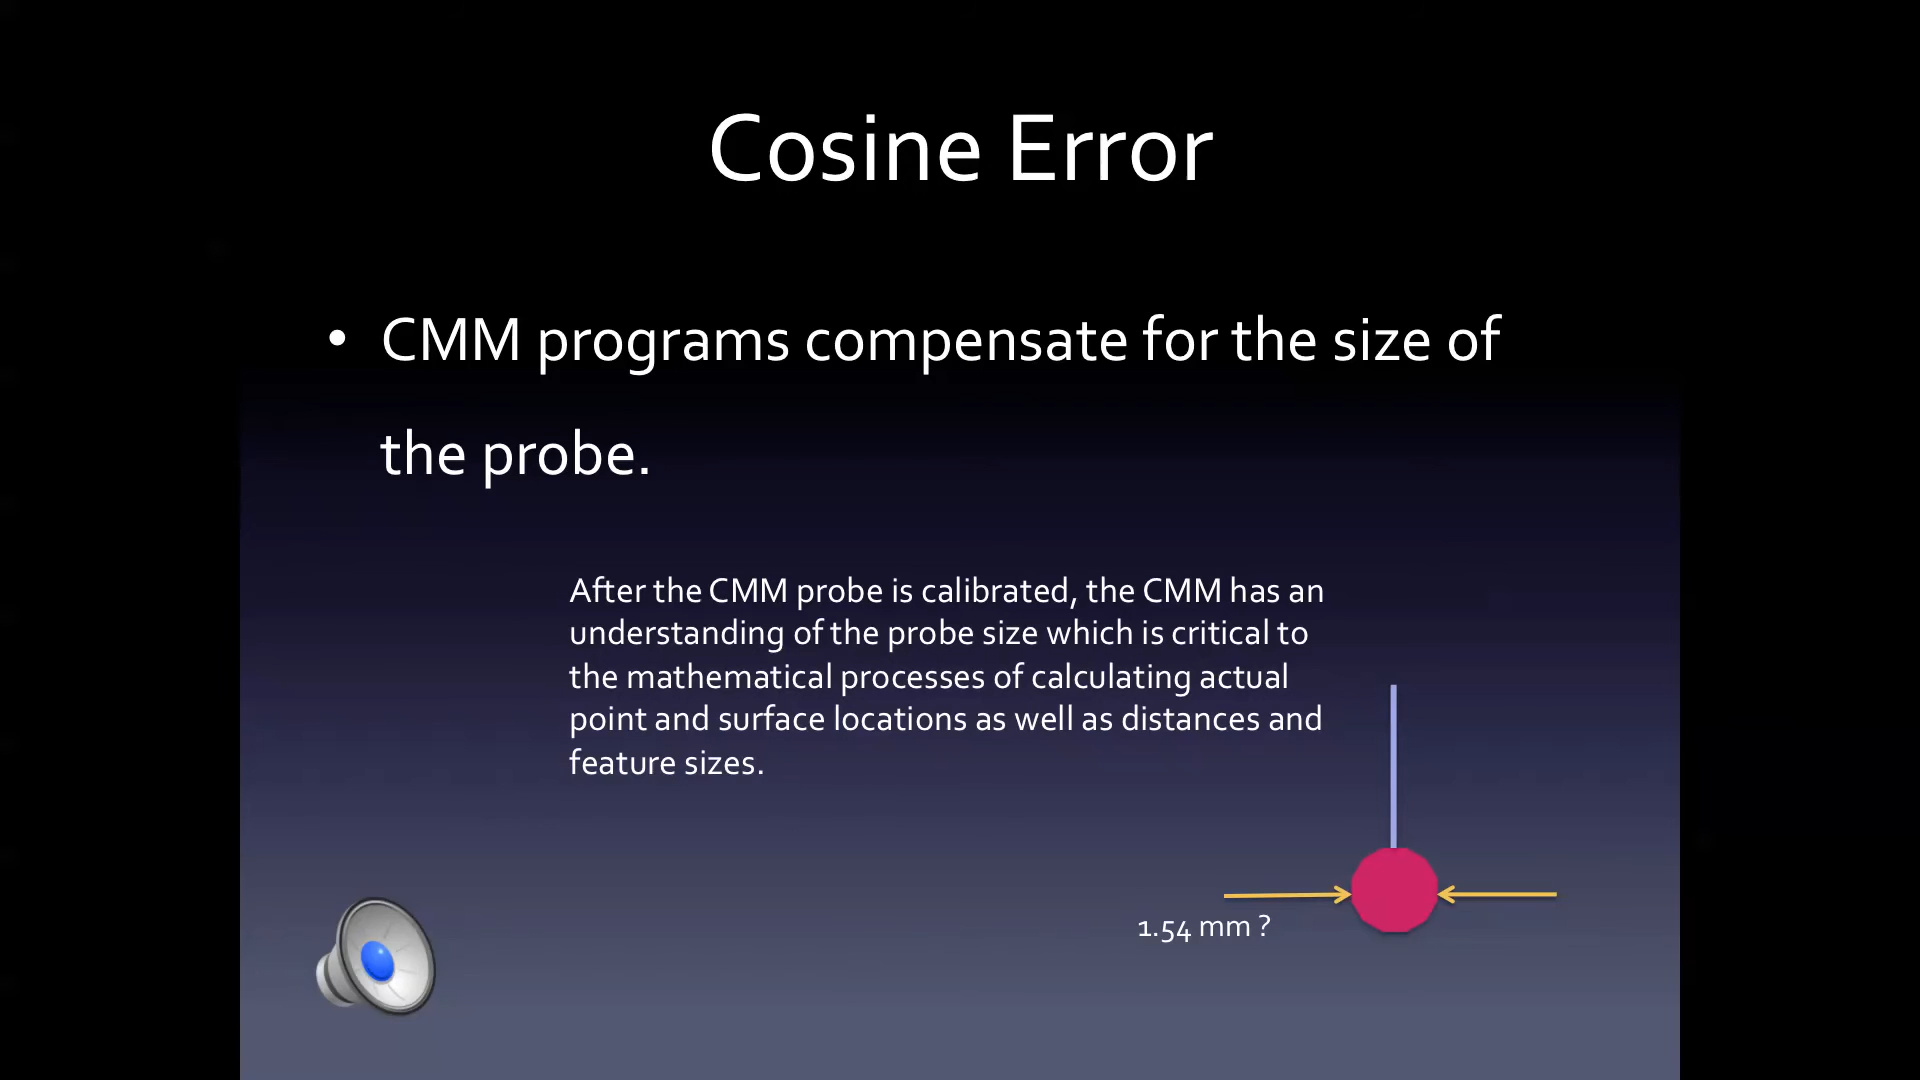 Cosine Error
• CMM programs compensate for the size of
the probe.
After the CMM probe is calibrated, the CMM has an
understanding of the probe size which is critical to
the mathematical processes of calculating actual
point and surface locations as well as distances and
feature sizes.
1.54 mm ?